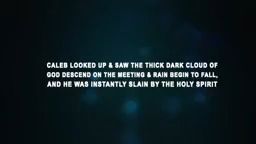 CALEB LOOKED UP & SAW THE THICK DARK CLOUD OF
GOD DESCEND ON THE MEETING & RAIN BEGIN TO FALL,
AND HE WAS INSTANTLY SLAIN BY THE HOLY SPIRIT